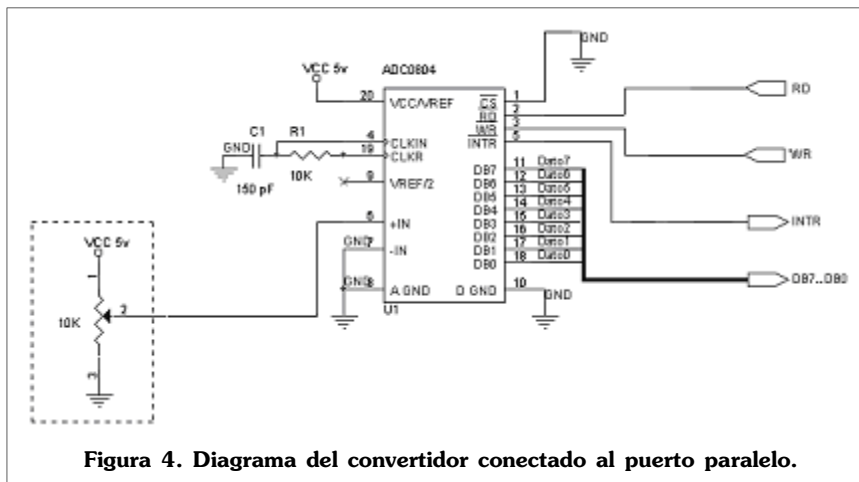 GND
VCC 5v
ADC0804
20 VCC/VREF
CS 1
RD 2
WR 3
INTR 5
RD
C1
R1
GND
4 CLKIN
19 CLKR
150 pF
10K
9 VREF/2
WR
DB7 11 Dato7
DB6 12 Dato6
DB5 13 Dato5
DB4 14 Dato4
DB3 15 Dato3
DB2 16 Dato2
DB1 17 Dato1
DB0 18 Dato0
6 +IN
INTR
GND 7 -IN
VCC 5v
1
GND 8 A GND
D GND 10 GND
DB7..DB0
U1
10K
2
3
Figura 4. Diagrama del convertidor conectado al puerto paralelo.